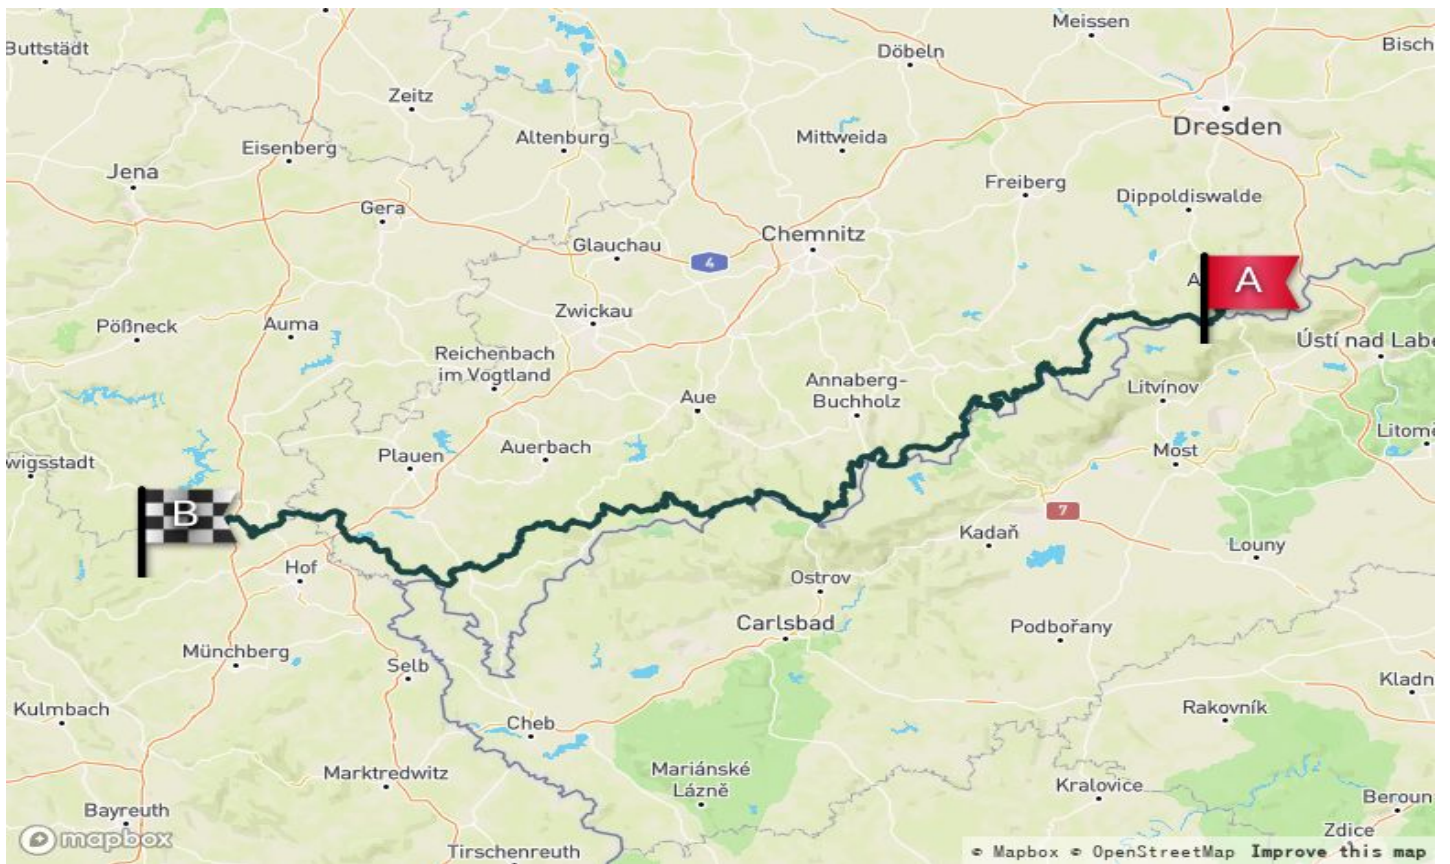 Meissen
Buttstädt
Döbeln
Bisch
Zeitz
Altenburg
Mittweida
Dresden
Eisenberg
Jena
Freiberg
Dippoldiswalde
Gera
Glauchau
Chemnitz
4
A
A
Zwickau
Pößneck
Auma
Ústí nad Labe
Reichenbach
im Vogtland
Annaberg-
Buchholz
Litvínov
Aue
Litomě
Auerbach
Plauen
Most
wigsstadt
B
7
Kadaň
Louny
Hof
Ostrov
Carlsbad
Podbořany
Münchberg
Selb
Kladn
Kulmbach
Cheb
Rakovník
Marktredwitz
Mariánské
Lázně
Kralovice
Beroun
Bayreuth
Zdice
mapbox
Tirschenreuth
© Mapbox © OpenStreetMap Improve this map